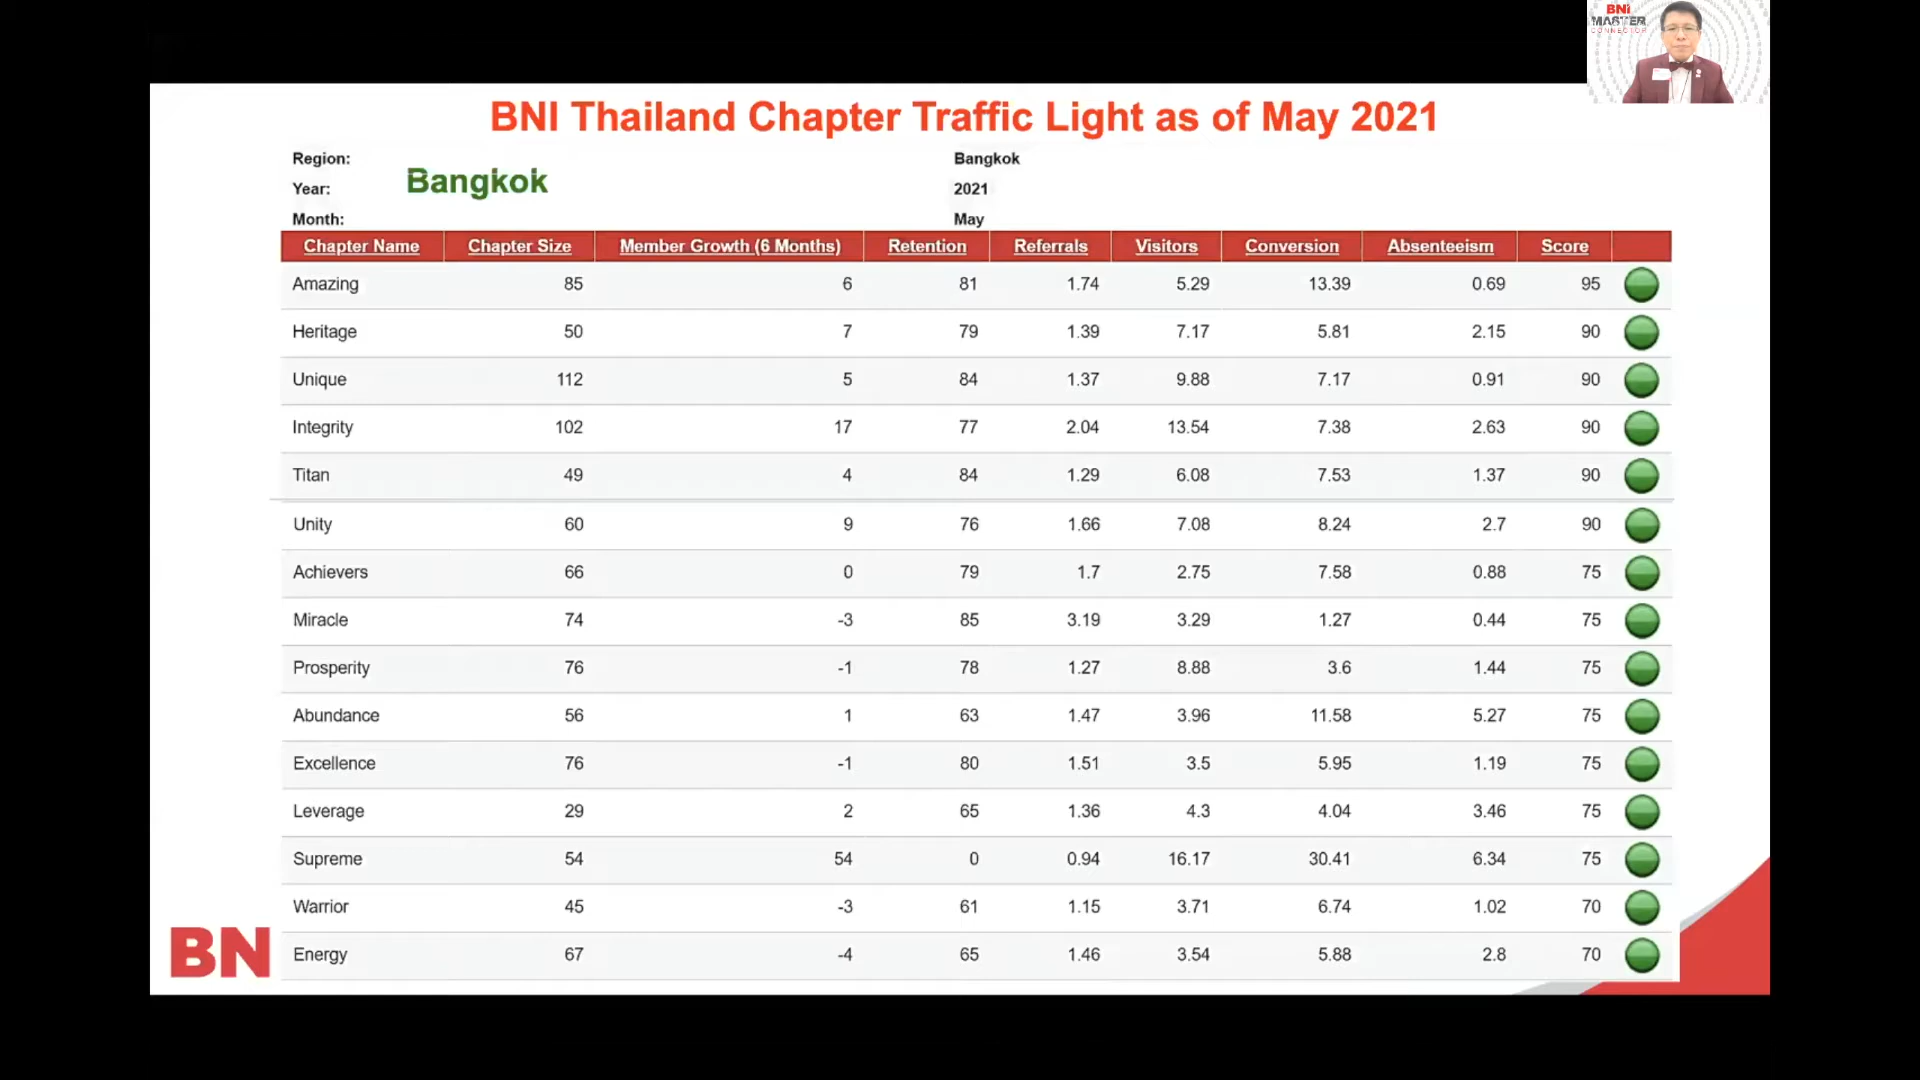 BNI
MASTER
CONNECTOR
BNI Thailand Chapter Traffic Light as of May 2021
Region: Bangkok
Bangkok
Year: 2021
Month: May
Chapter Name Chapter Size Member Growth (6 Months) Retention Referrals Visitors Conversion Absenteeism Score
Amazing 85 6 81 1.74 5.29 13.39 0.69 95
Heritage 50 7 79 1.39 7.17 5.81 2.15 90
Unique 112 5 84 1.37 9.88 7.17 0.91 90
Integrity 102 17 77 2.04 13.54 7.38 2.63 90
Titan 49 4 84 1.29 6.08 7.53 1.37 90
Unity 60 9 76 1.66 7.08 8.24 2.7 90
Achievers 66 0 79 1.7 2.75 7.58 0.88 75
Miracle 74 -3 85 3.19 3.29 1.27 0.44 75
Prosperity 76 -1 78 1.27 8.88 3.6 1.44 75
Abundance 56 1 63 1.47 3.96 11.58 5.27 75
Excellence 76 -1 80 1.51 3.5 5.95 1.19 75
Leverage 29 2 65 1.36 4.3 4.04 3.46 75
Supreme 54 54 0 0.94 16.17 30.41 6.34 75
Warrior 45 -3 61 1.15 3.71 6.74 1.02 70
Energy 67 -4 65 1.46 3.54 5.88 2.8 70
BN